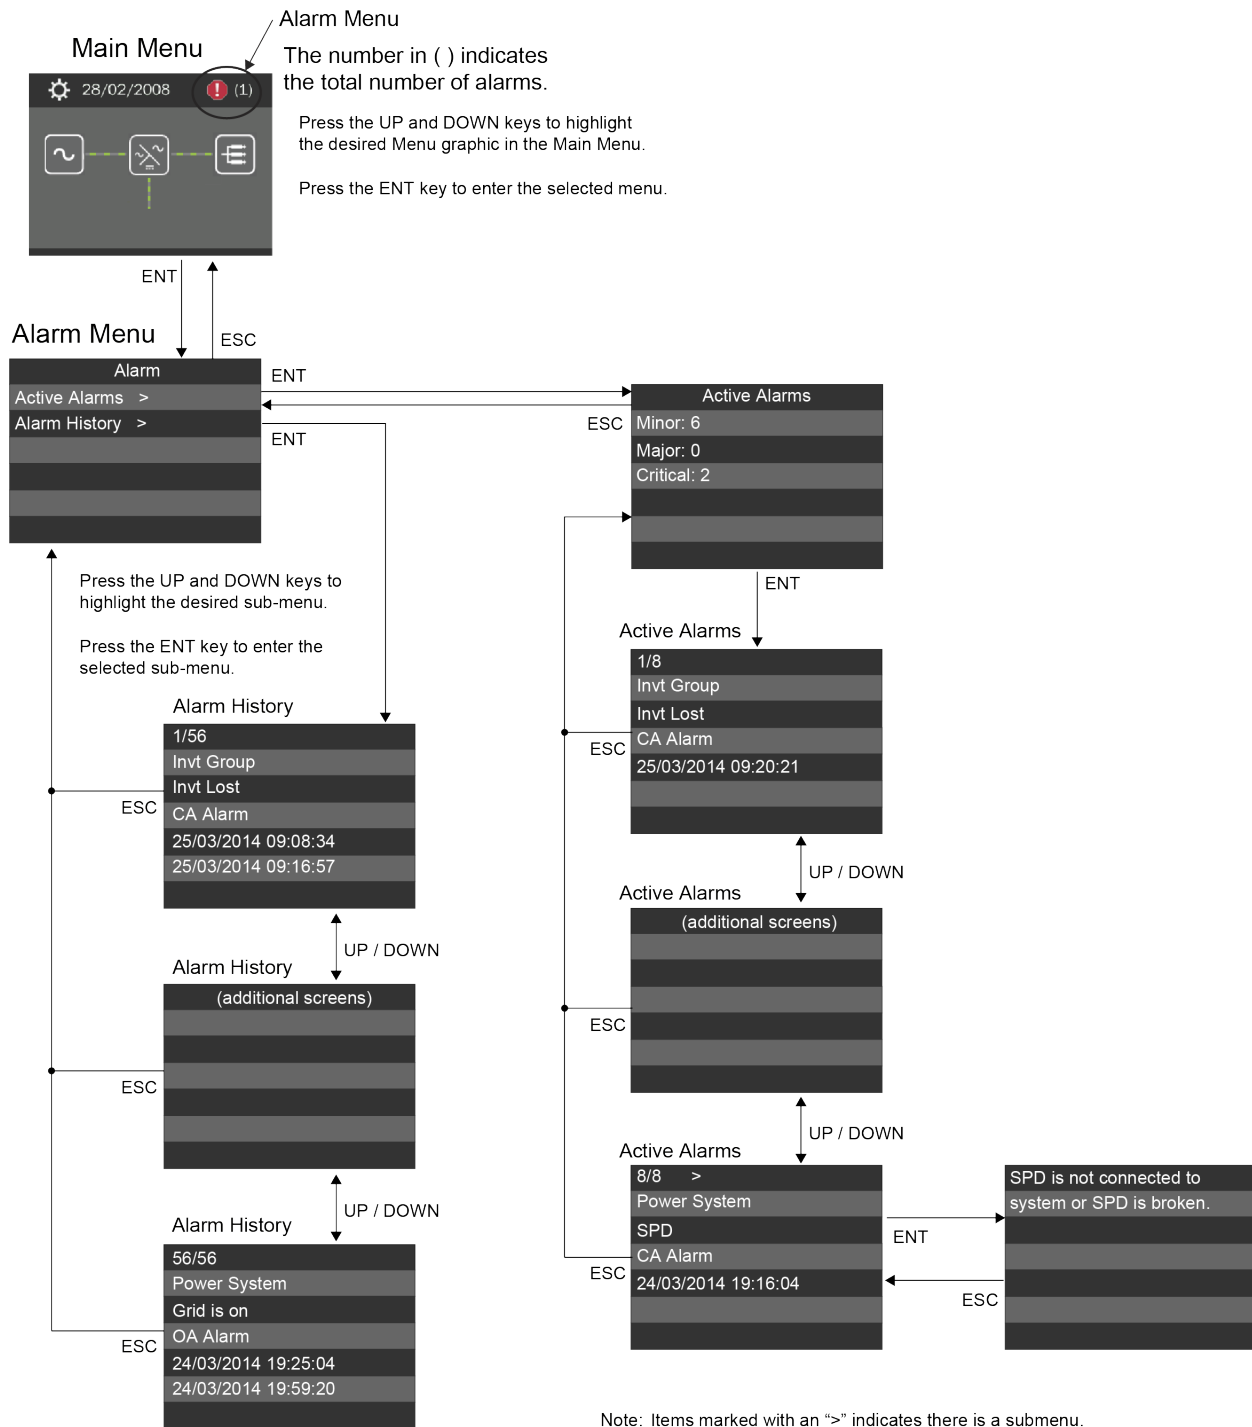 Alarm Menu
Main Menu
The number in ( ) indicates
the total number of alarms.
28/02/2008 (1)
Press the UP and DOWN keys to highlight
the desired Menu graphic in the Main Menu.
Press the ENT key to enter the selected menu.
ENT
ESC
Alarm Menu
Alarm
Active Alarms >
Alarm History >
ENT
ENT
ESC
Active Alarms
Minor: 6
Major: 0
Critical: 2
ENT
Press the UP and DOWN keys to
highlight the desired sub-menu.
Press the ENT key to enter the
selected sub-menu.
Alarm History
1/56
Invt Group
Invt Lost
CA Alarm
25/03/2014 09:08:34
25/03/2014 09:16:57
ESC
UP / DOWN
Alarm History
(additional screens)
ESC
UP / DOWN
Alarm History
56/56
Power System
Grid is on
OA Alarm
24/03/2014 19:25:04
24/03/2014 19:59:20
ESC
Active Alarms
1/8
Invt Group
Invt Lost
CA Alarm
25/03/2014 09:20:21
ESC
UP / DOWN
Active Alarms
(additional screens)
ESC
UP / DOWN
Active Alarms
8/8 >
Power System
SPD
CA Alarm
24/03/2014 19:16:04
ESC
ENT
ESC
SPD is not connected to
system or SPD is broken.
Note: Items marked with an “>” indicates there is a submenu.